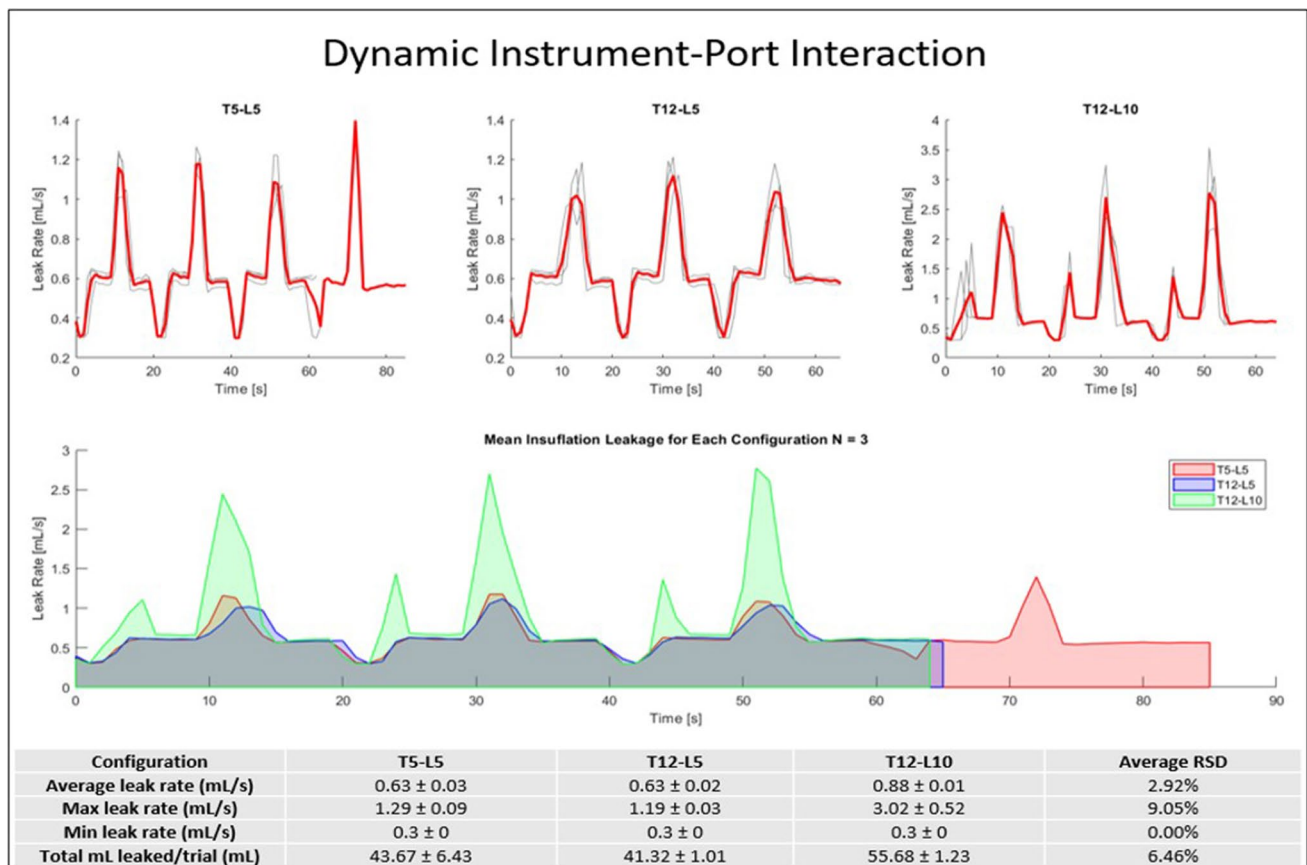 Dynamic Instrument-Port Interaction
T5-L5
1.4
1.2
1
0.8
0.6
0.4
0.2
Leak Rate [mL/s]
0 20 40 60 80
Time [s]
T12-L5
1.4
1.2
1
0.8
0.6
0.4
0.2
Leak Rate [mL/s]
0 10 20 30 40 50 60
Time [s]
T12-L10
4
3.5
3
2.5
2
1.5
1
0.5
0
Leak Rate [mL/s]
0 10 20 30 40 50 60
Time [s]
Mean Insuflation Leakage for Each Configuration N = 3
3
2.5
2
1.5
1
0.5
0
Leak Rate [mL/s]
T5-L5
T12-L5
T12-L10
0 10 20 30 40 50 60 70 80 90
Time [s]
Configuration T5-L5 T12-L5 T12-L10 Average RSD
Average leak rate (mL/s) 0.63 ± 0.03 0.63 ± 0.02 0.88 ± 0.01 2.92%
Max leak rate (mL/s) 1.29 ± 0.09 1.19 ± 0.03 3.02 ± 0.52 9.05%
Min leak rate (mL/s) 0.3 ± 0 0.3 ± 0 0.3 ± 0 0.00%
Total mL leaked/trial (mL) 43.67 ± 6.43 41.32 ± 1.01 55.68 ± 1.23 6.46%